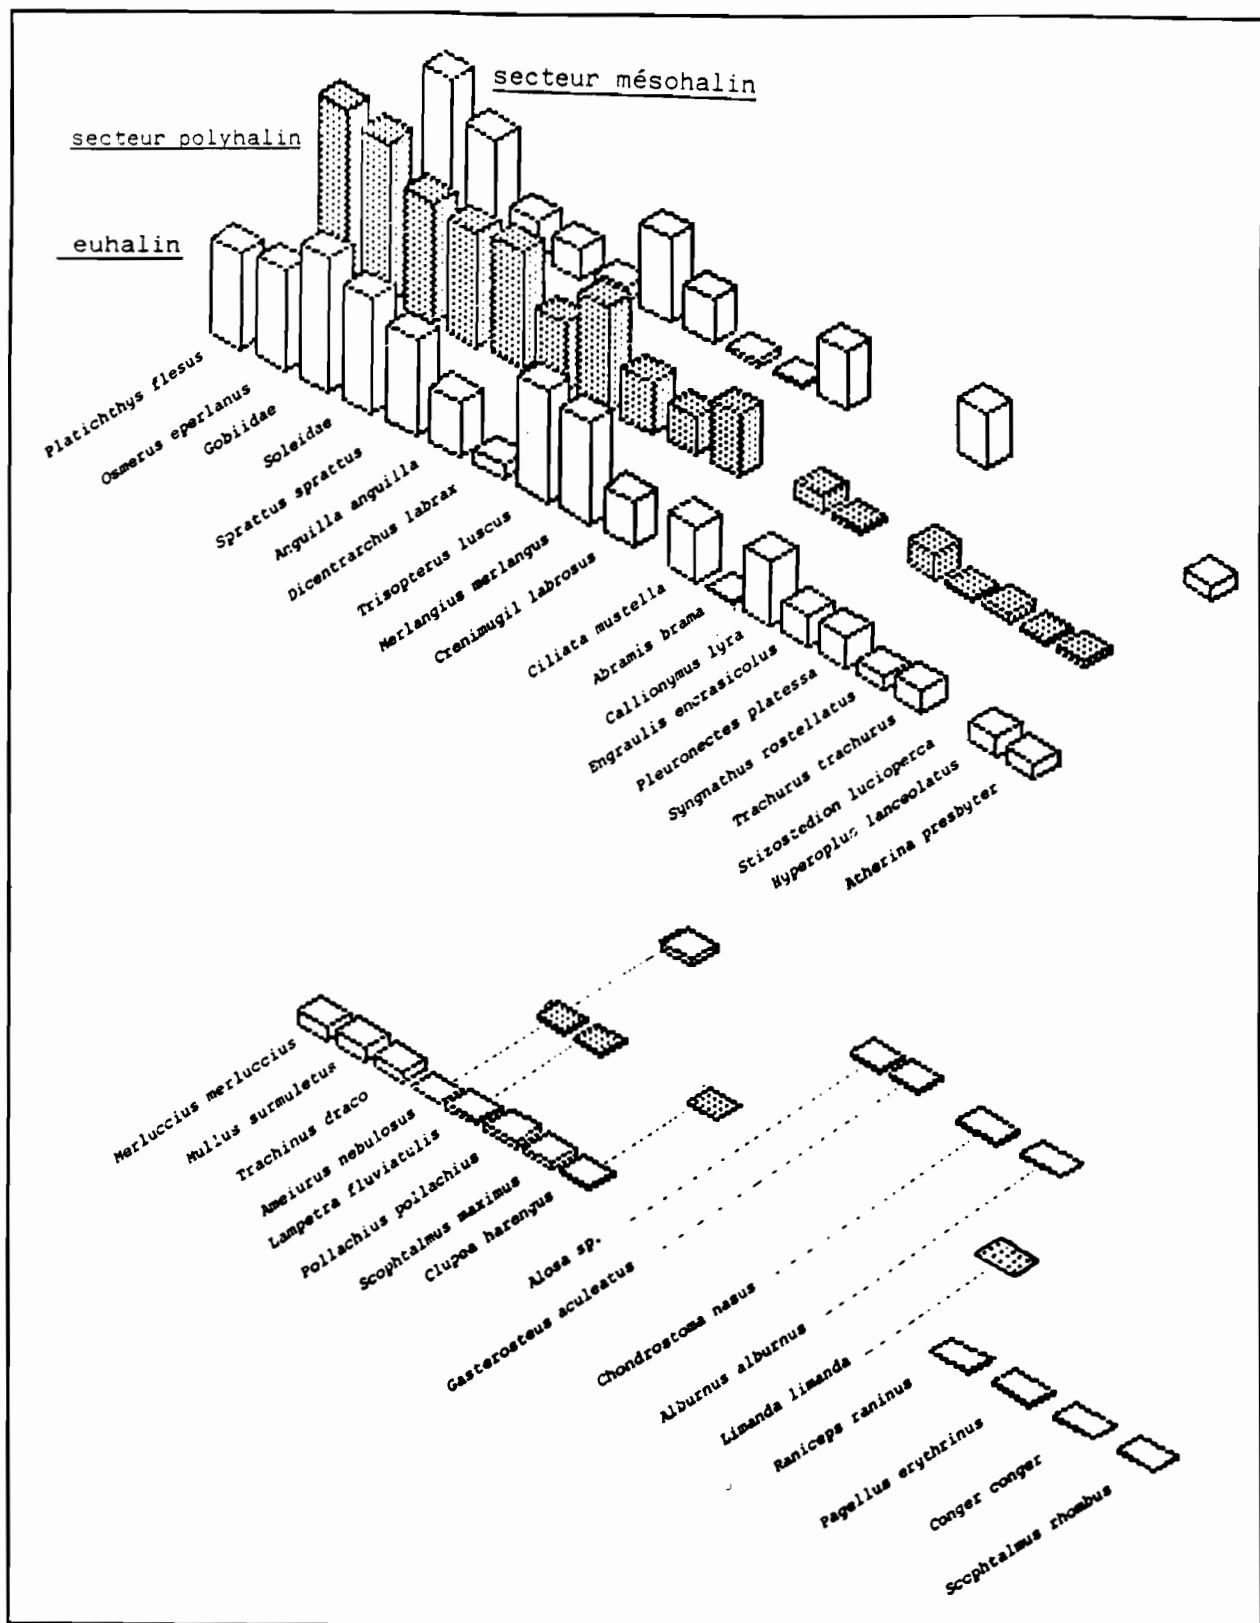 secteur mésohalin
secteur polyhalin
euhalin
Platichthys flesus
Osmerus eperlanus
Gobiidae
Soleidae
Sprattus sprattus
Anguilla anguilla
Dicentrarchus labrax
Trisopterus luscus
Merlangius merlangus
Crenimugil labrosus
Ciliata mustella
Abramis brama
Callionymus lyra
Engraulis encrasicolus
Pleuronectes platessa
Syngnathus rostellatus
Trachurus trachurus
Stizostedion lucioperca
Hyperoplus lanceolatus
Atherina presbyter
Merluccius merluccius
Mullus surmuletus
Trachinus draco
Ameiurus nebulosus
Lampetra fluviatulis
Pollachius pollachius
Scophtalmus maximus
Clupea harengus
Alosa sp.
Gasterosteus aculeatus
Chondrostoma nasus
Alburnus alburnus
Limanda limanda
Raniceps raninus
Pagellus erythrinus
Conger conger
Scophtalmus rhombus